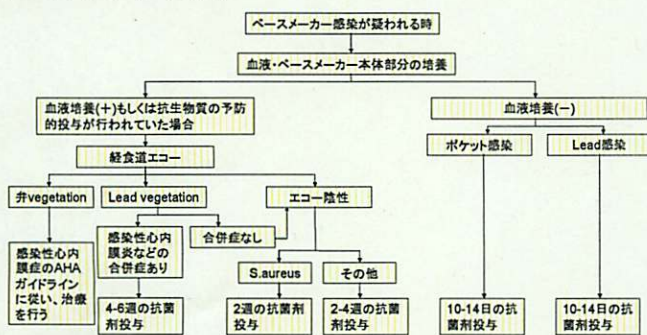 ペースメーカー感染が疑われる時
血液・ペースメーカー本体部分の培養
血液培養(+)もしくは抗生物質の予防
的投与が行われていた場合
血液培養(-)
経食道エコー
ポケット感染
Lead感染
弁vegetation
Lead vegetation
エコー陰性
感染性心内
膜症のAHA
ガイドライン
に従い、治療
を行う
感染性心内
膜炎などの
合併症あり
合併症なし
S.aureus
その他
4-6週の抗菌
剤投与
2週の抗菌剤
投与
2-4週の抗菌
剤投与
10-14日の抗
菌剤投与
10-14日の抗
菌剤投与